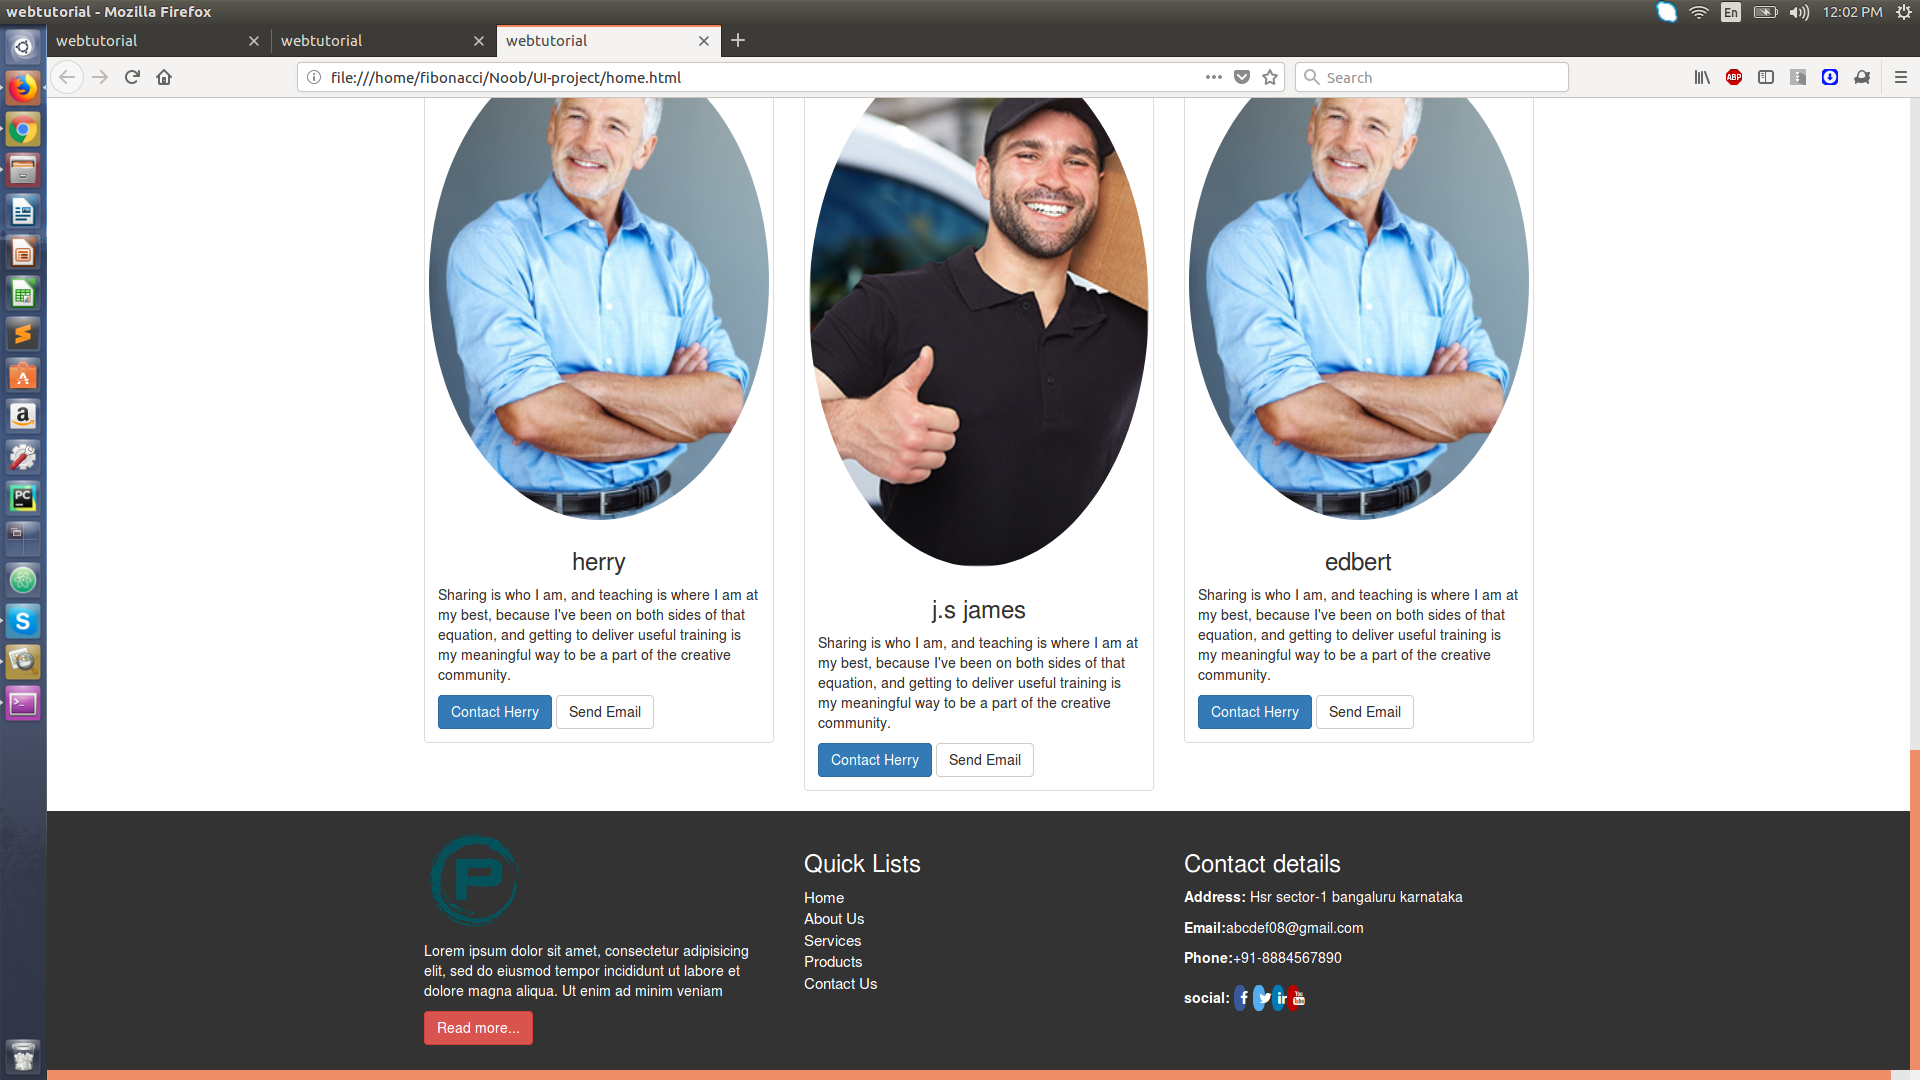 webtutorial - Mozilla Firefox
En
12:02 PM
webtutorial
webtutorial
webtutorial
file:///home/fibonacci/Noob/UI-project/home.html
Search
ABP
herry
Sharing is who I am, and teaching is where I am at
my best, because I've been on both sides of that
equation, and getting to deliver useful training is
my meaningful way to be a part of the creative
community.
Contact Herry
Send Email
j.s james
Sharing is who I am, and teaching is where I am at
my best, because I've been on both sides of that
equation, and getting to deliver useful training is
my meaningful way to be a part of the creative
community.
Contact Herry
Send Email
edbert
Sharing is who I am, and teaching is where I am at
my best, because I've been on both sides of that
equation, and getting to deliver useful training is
my meaningful way to be a part of the creative
community.
Contact Herry
Send Email
P
Lorem ipsum dolor sit amet, consectetur adipisicing
elit, sed do eiusmod tempor incididunt ut labore et
dolore magna aliqua. Ut enim ad minim veniam
Read more...
Quick Lists
Home
About Us
Services
Products
Contact Us
Contact details
Address: Hsr sector-1 bangaluru karnataka
Email:abcdef08@gmail.com
Phone:+91-8884567890
social: